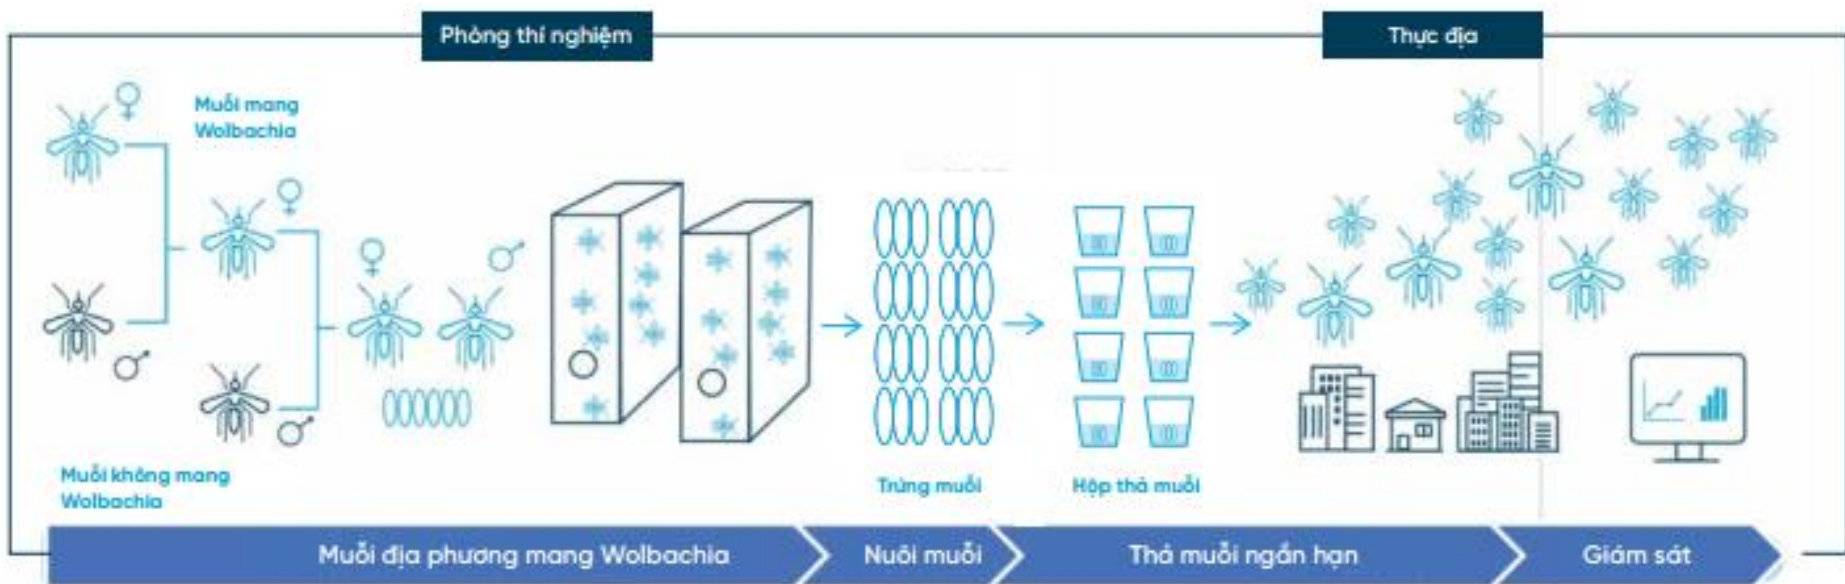 Phòng thí nghiệm
Thực địa
Muỗi mang
Wolbachia
Muỗi không mang
Wolbachia
Trứng muỗi
Hộp thả muỗi
Muỗi địa phương mang Wolbachia
Nuôi muỗi
Thả muỗi ngắn hạn
Giám sát